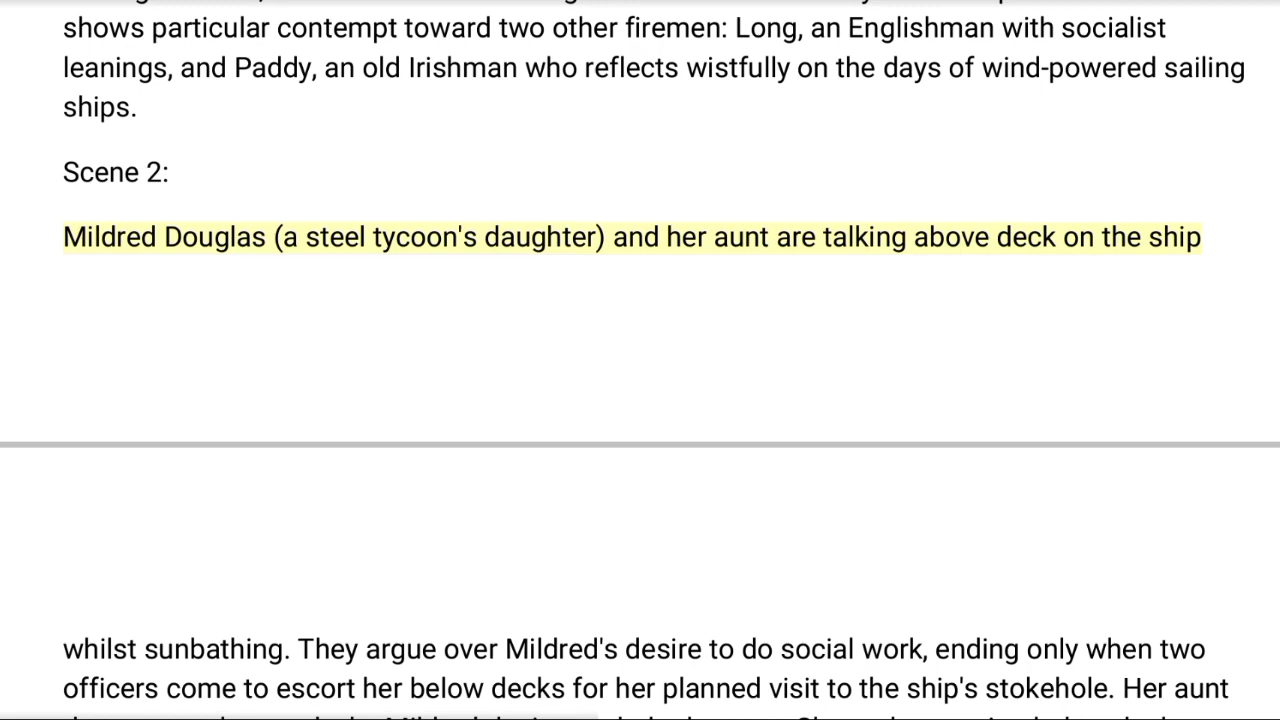 shows particular contempt toward two other firemen: Long, an Englishman with socialist
leanings, and Paddy, an old Irishman who reflects wistfully on the days of wind-powered sailing
ships.
Scene 2:
Mildred Douglas (a steel tycoon's daughter) and her aunt are talking above deck on the ship
whilst sunbathing. They argue over Mildred's desire to do social work, ending only when two
officers come to escort her below decks for her planned visit to the ship's stokehole. Her aunt